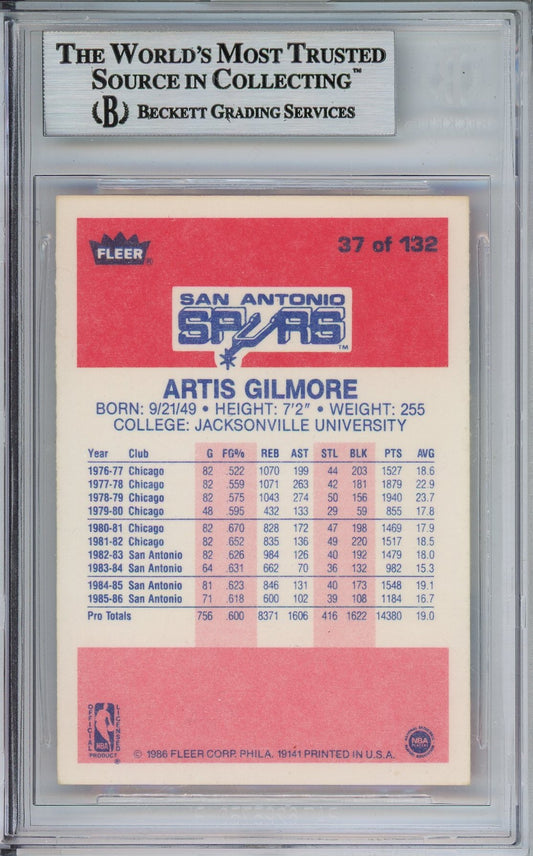 THE WORLD'S MOST TRUSTED
SOURCE IN COLLECTING™
(B) BECKETT GRADING SERVICES
FLEER®
37 of 132
SAN ANTONIO
SPURS
TM
ARTIS GILMORE
BORN: 9/21/49 • HEIGHT: 7'2" • WEIGHT: 255
COLLEGE: JACKSONVILLE UNIVERSITY
Year Club G FG% REB AST STL BLK PTS AVG
1976-77 Chicago 82 .522 1070 199 44 203 1527 18.6
1977-78 Chicago 82 .559 1071 263 42 181 1879 22.9
1978-79 Chicago 82 .575 1043 274 50 156 1940 23.7
1979-80 Chicago 48 .595 432 133 29 59 855 17.8
1980-81 Chicago 82 .670 828 172 47 198 1469 17.9
1981-82 Chicago 82 .652 835 136 49 220 1517 18.5
1982-83 San Antonio 82 .626 984 126 40 192 1479 18.0
1983-84 San Antonio 64 .631 662 70 36 132 982 15.3
1984-85 San Antonio 81 .623 846 131 40 173 1548 19.1
1985-86 San Antonio 71 .618 600 102 39 108 1184 16.7
Pro Totals 756 .600 8371 1606 416 1622 14380 19.0
OFFICIAL LICENSED
NBA
PRODUCT ®
NBA
PLAYERS
© 1986 FLEER CORP. PHILA. 19141 PRINTED IN U.S.A.